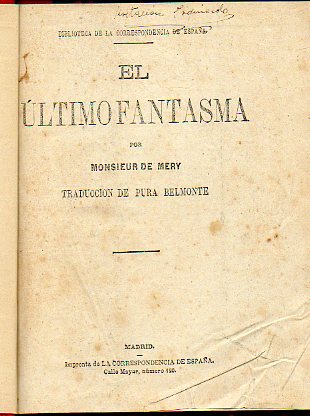 BIBLIOTECA DE LA CORRESPONDENCIA DE ESPAÑA.
EL
ÚLTIMO FANTASMA
POR
MONSIEUR DE MERY
TRADUCCION DE PURA BELMONTE
MADRID.
Imprenta de LA CORRESPONDENCIA DE ESPAÑA.
Calle Mayor, número 120.